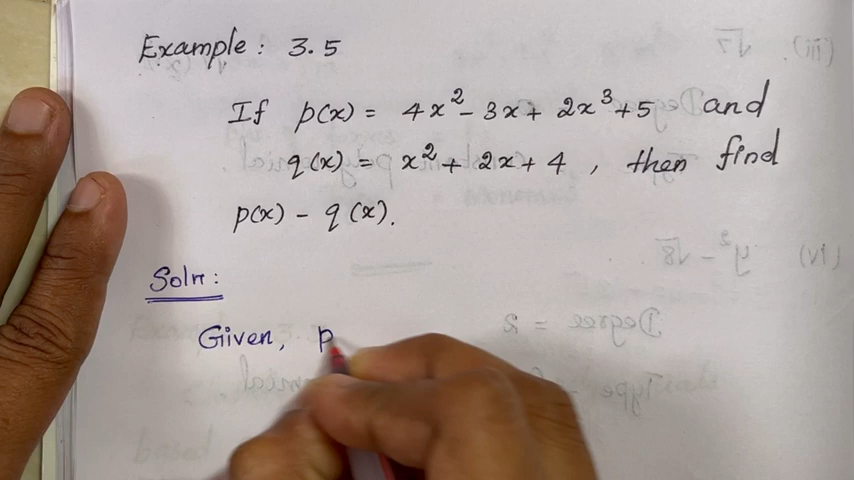 Example: 3.5
If p(x) = 4x² - 3x + 2x³ + 5 and
q(x) = x² + 2x + 4 , then find
p(x) - q(x).
Soln:
Given, p